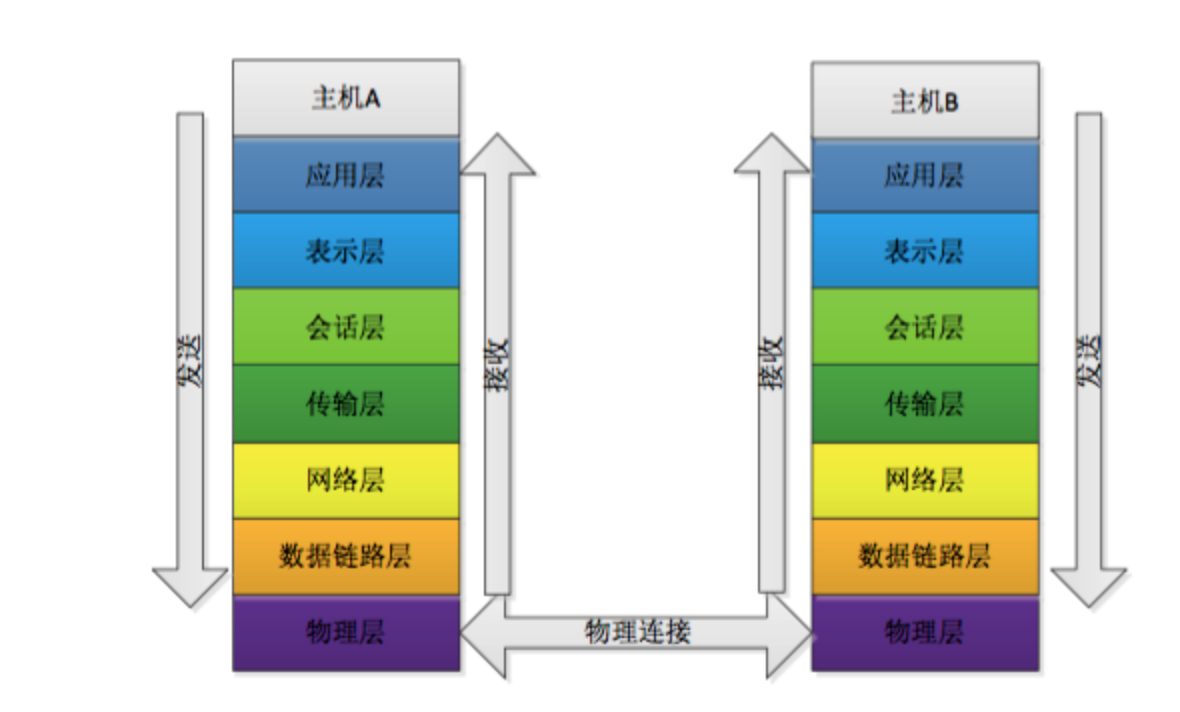 主机A
应用层
表示层
会话层
传输层
网络层
数据链路层
物理层
发送
接收
物理连接
接收
主机B
应用层
表示层
会话层
传输层
网络层
数据链路层
物理层
发送